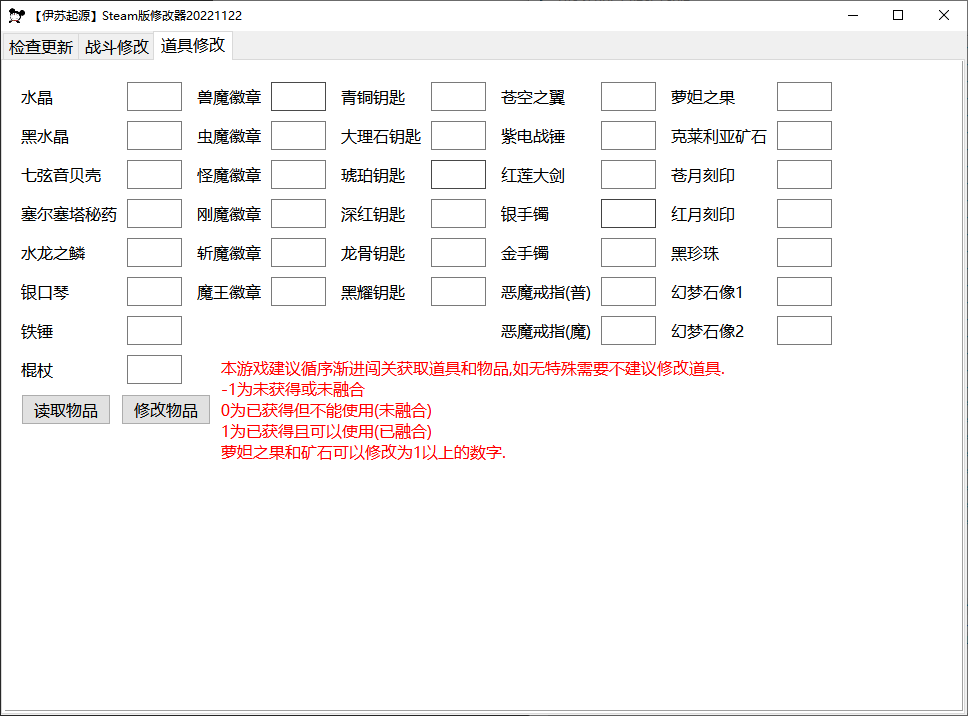 【伊苏起源】Steam版修改器20221122
检查更新 战斗修改 道具修改
水晶 兽魔徽章 青铜钥匙 苍空之翼 萝妲之果
黑水晶 虫魔徽章 大理石钥匙 紫电战锤 克莱利亚矿石
七弦音贝壳 怪魔徽章 琥珀钥匙 红莲大剑 苍月刻印
塞尔塞塔秘药 刚魔徽章 深红钥匙 银手镯 红月刻印
水龙之鳞 斩魔徽章 龙骨钥匙 金手镯 黑珍珠
银口琴 魔王徽章 黑耀钥匙 恶魔戒指(普) 幻梦石像1
铁锤 恶魔戒指(魔) 幻梦石像2
棍杖
读取物品 修改物品
本游戏建议循序渐进闯关获取道具和物品,如无特殊需要不建议修改道具.
-1为未获得或未融合
0为已获得但不能使用(未融合)
1为已获得且可以使用(已融合)
萝妲之果和矿石可以修改为1以上的数字.